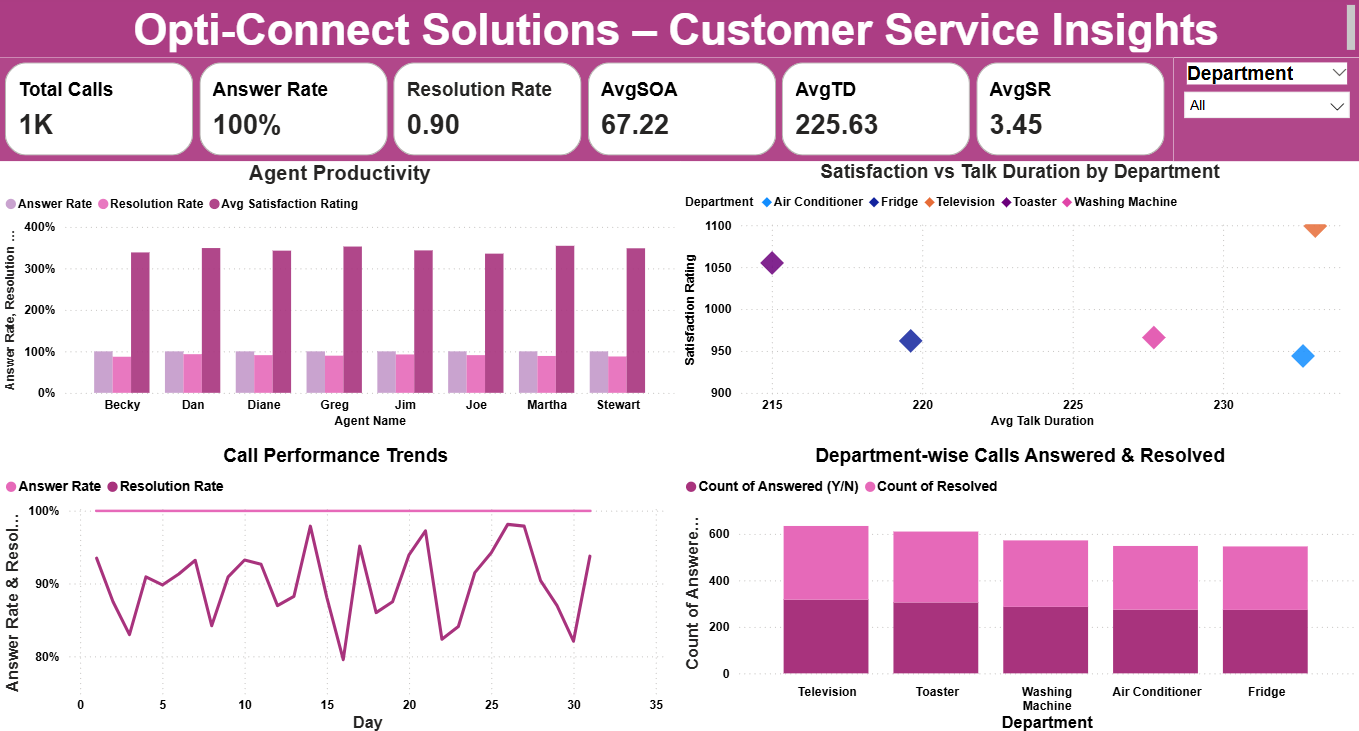 Opti-Connect Solutions – Customer Service Insights
Total Calls
1K
Answer Rate
100%
Resolution Rate
0.90
AvgSOA
67.22
AvgTD
225.63
AvgSR
3.45
Department
All
Agent Productivity
Answer Rate Resolution Rate Avg Satisfaction Rating
Answer Rate, Resolution ...
400%
300%
200%
100%
0%
Becky Dan Diane Greg Jim Joe Martha Stewart
Agent Name
Satisfaction vs Talk Duration by Department
Department Air Conditioner Fridge Television Toaster Washing Machine
Satisfaction Rating
1100
1050
1000
950
900
215 220 225 230
Avg Talk Duration
Call Performance Trends
Answer Rate Resolution Rate
Answer Rate & Resol...
100%
90%
80%
0 5 10 15 20 25 30 35
Day
Department-wise Calls Answered & Resolved
Count of Answered (Y/N) Count of Resolved
Count of Answere...
600
400
200
0
Television Toaster Washing Machine Air Conditioner Fridge
Department